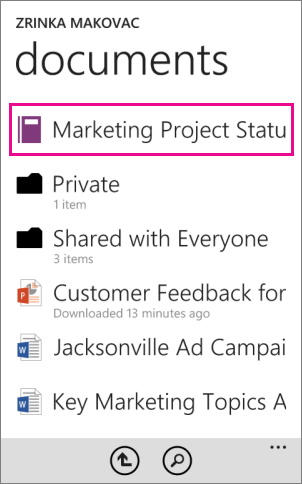 ZRINKA MAKOVAC
documents
Marketing Project Statu
Private
1 item
Shared with Everyone
3 items
Customer Feedback for
Downloaded 13 minutes ago
Jacksonville Ad Campai
Key Marketing Topics A